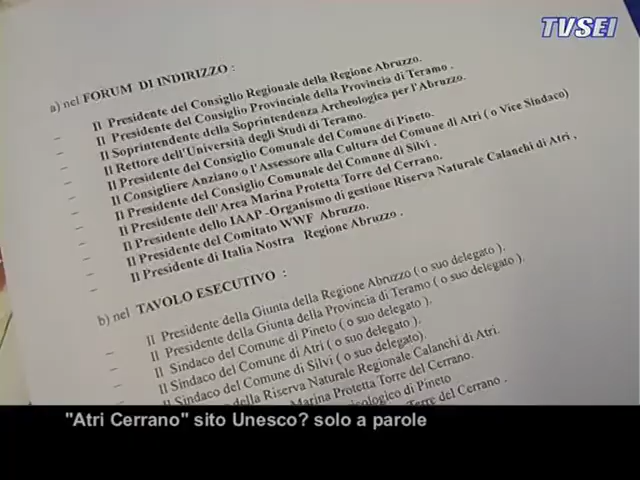 TVSEI
a) nel FORUM DI INDIRIZZO :
- Il Presidente del Consiglio Regionale della Regione Abruzzo.
- Il Presidente del Consiglio Provinciale della Provincia di Teramo .
- Il Soprintendente della Soprintendenza Archeologica per l'Abruzzo.
- Il Rettore dell'Università degli Studi di Teramo.
- Il Presidente del Consiglio Comunale del Comune di Pineto.
- Il Consigliere Anziano o l'Assessore alla Cultura del Comune di Atri ( o Vice Sindaco)
- Il Presidente del Consiglio Comunale del Comune di Silvi .
- Il Presidente dell'Area Marina Protetta Torre del Cerrano.
- Il Presidente dello IAAP -Organismo di gestione Riserva Naturale Calanchi di Atri ,
- Il Presidente del Comitato WWF Abruzzo.
- Il Presidente di Italia Nostra Regione Abruzzo .
b) nel TAVOLO ESECUTIVO :
- Il Presidente della Giunta della Regione Abruzzo ( o suo delegato ).
- Il Presidente della Giunta della Provincia di Teramo ( o suo delegato ).
- Il Sindaco del Comune di Pineto ( o suo delegato ).
- Il Sindaco del Comune di Atri ( o suo delegato ).
- Il Sindaco del Comune di Silvi ( o suo delegato).
della Riserva Naturale Regionale Calanchi di Atri.
Marina Protetta Torre del Cerrano.
di Pineto
Torre del Cerrano .
"Atri Cerrano" sito Unesco? solo a parole